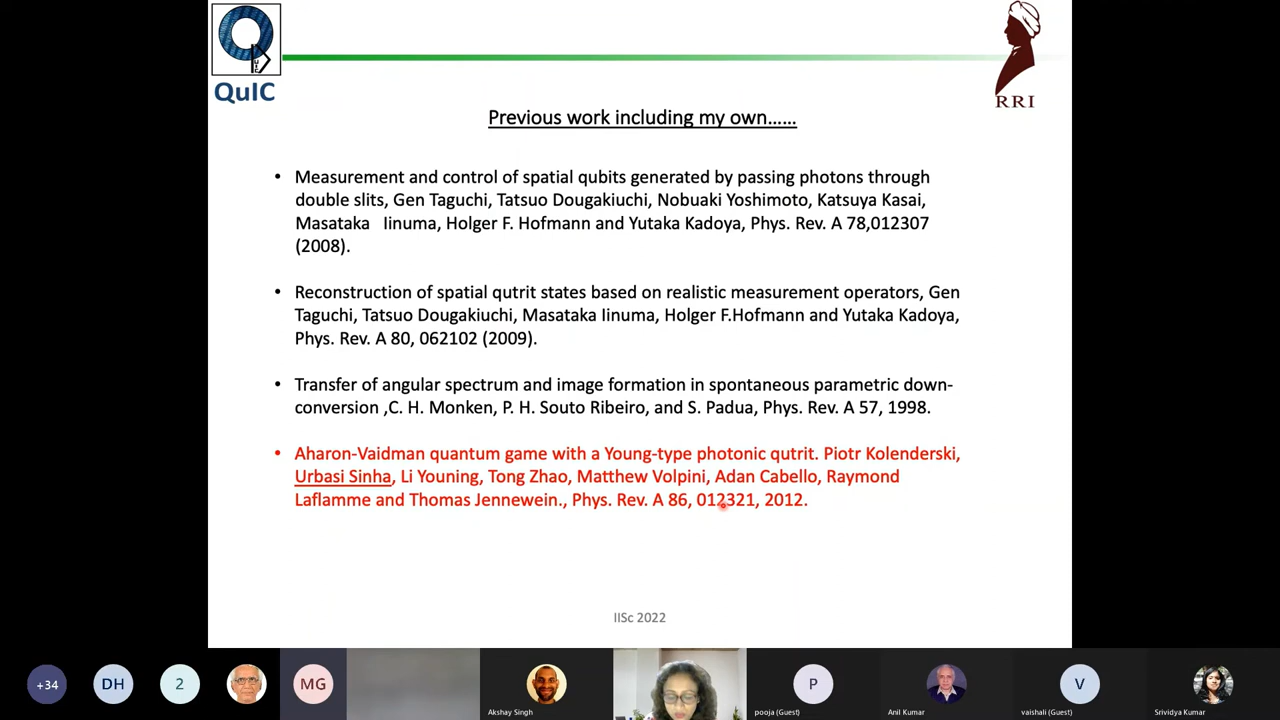 QuIC
RRI
Previous work including my own......
• Measurement and control of spatial qubits generated by passing photons through
double slits, Gen Taguchi, Tatsuo Dougakiuchi, Nobuaki Yoshimoto, Katsuya Kasai,
Masataka Iinuma, Holger F. Hofmann and Yutaka Kadoya, Phys. Rev. A 78,012307
(2008).
• Reconstruction of spatial qutrit states based on realistic measurement operators, Gen
Taguchi, Tatsuo Dougakiuchi, Masataka Iinuma, Holger F.Hofmann and Yutaka Kadoya,
Phys. Rev. A 80, 062102 (2009).
• Transfer of angular spectrum and image formation in spontaneous parametric down-
conversion ,C. H. Monken, P. H. Souto Ribeiro, and S. Padua, Phys. Rev. A 57, 1998.
• Aharon-Vaidman quantum game with a Young-type photonic qutrit. Piotr Kolenderski,
Urbasi Sinha, Li Youning, Tong Zhao, Matthew Volpini, Adan Cabello, Raymond
Laflamme and Thomas Jennewein., Phys. Rev. A 86, 012321, 2012.
IISc 2022
+34
DH
2
MG
Akshay Singh
P
pooja (Guest)
Anil Kumar
V
vaishali (Guest)
Srividya Kumar